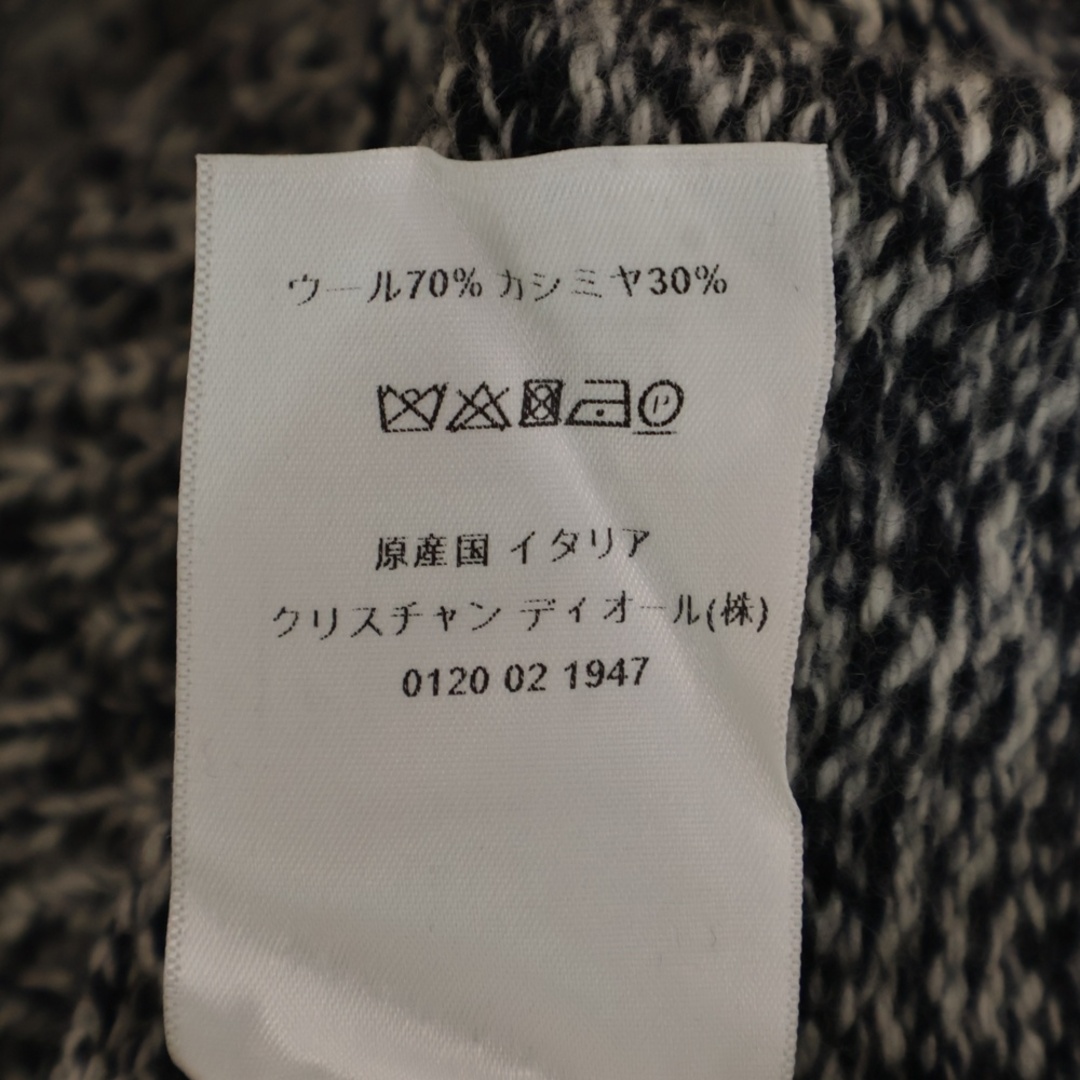 ウール70% カシミヤ30%
P
原産国 イタリア
クリスチャン ディオール(株)
0120 02 1947